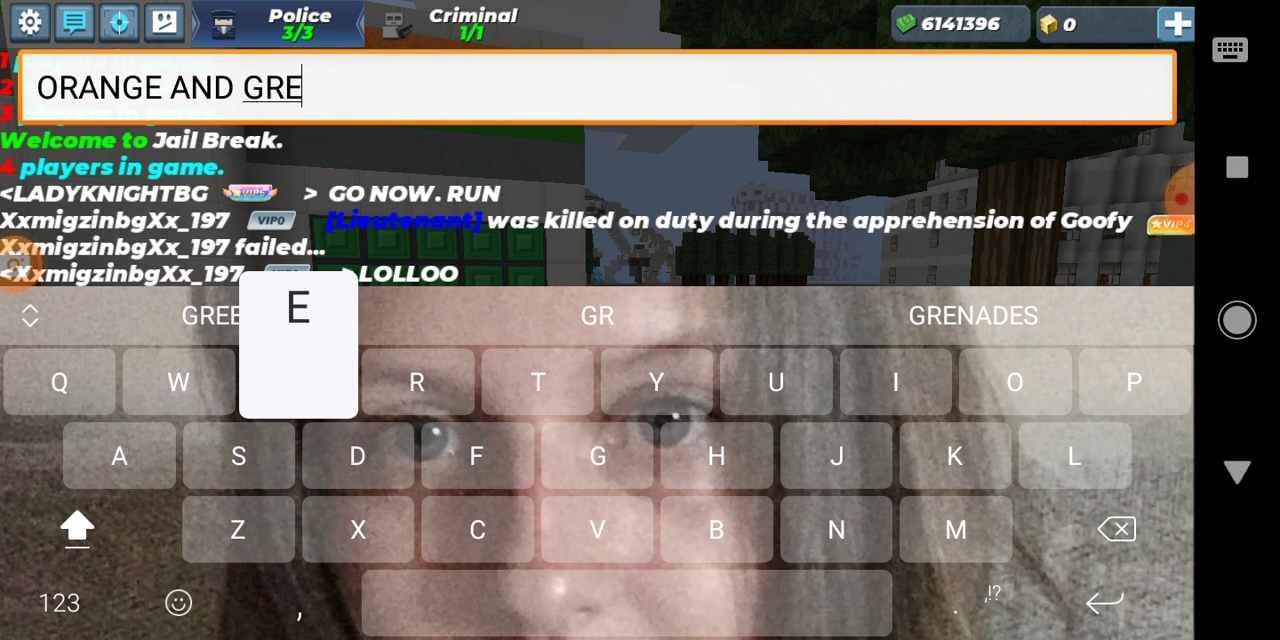 Police
3/3
Criminal
1/1
6141396
0
ORANGE AND GRE
Welcome to Jail Break.
4 players in game.
<LADYKNIGHTBG > GO NOW. RUN
XxmigzinbgXx_197 VIP0 [Lieutenant] was killed on duty during the apprehension of Goofy VIP4
XxmigzinbgXx_197 failed...
<XxmigzinbgXx_197 > LOLLOO
GREE
GR
GRENADES
E
Q W R T Y U I O P
A S D F G H J K L
Z X C V B N M
123 , . ,!?